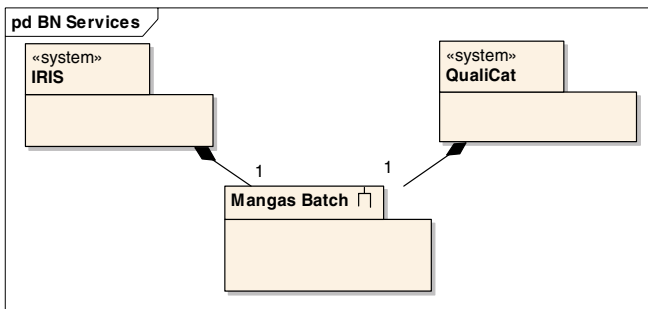 pd BN Services
«system»
IRIS
«system»
QualiCat
1
1
Mangas Batch